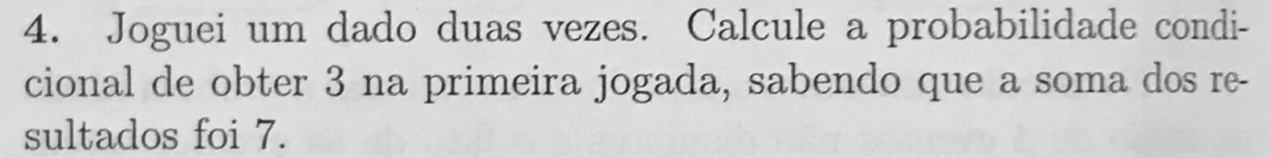 4. Joguei um dado duas vezes. Calcule a probabilidade condi-
cional de obter 3 na primeira jogada, sabendo que a soma dos re-
sultados foi 7.